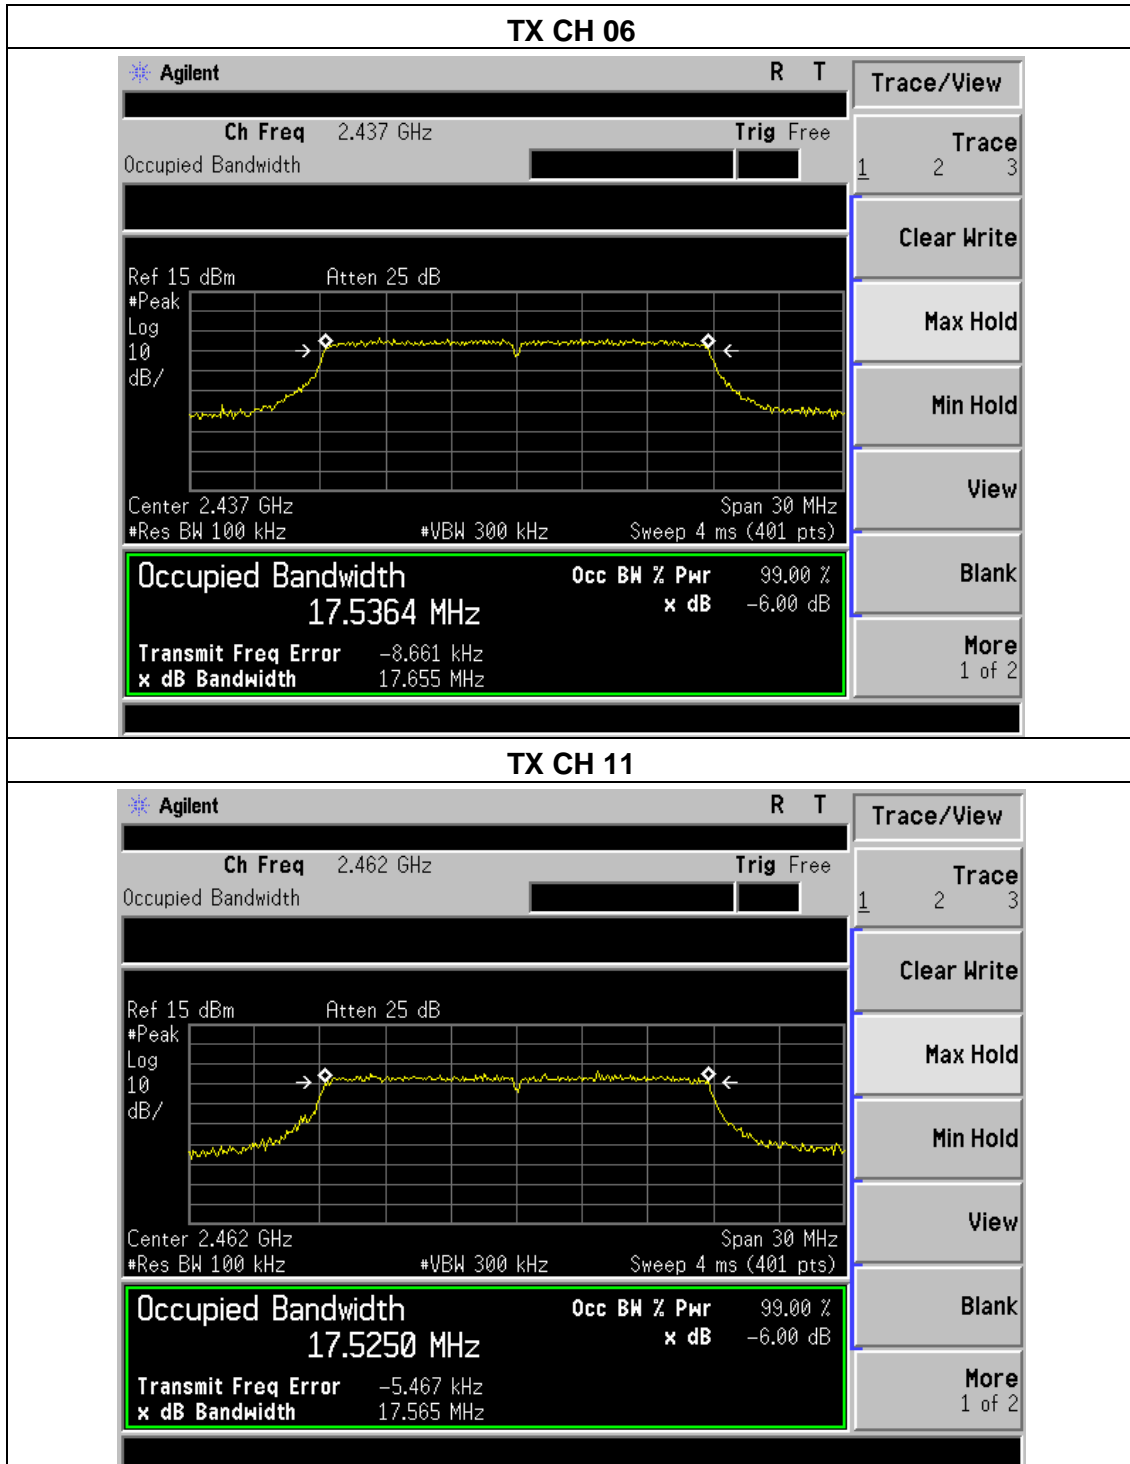 TX CH 06
Agilent R T
Trace/View
Ch Freq 2.437 GHz Trig Free
Occupied Bandwidth
Trace
1 2 3
Clear Write
Ref 15 dBm Atten 25 dB
#Peak
Log
10
dB/
Max Hold
Min Hold
View
Center 2.437 GHz Span 30 MHz
#Res BW 100 kHz #VBW 300 kHz Sweep 4 ms (401 pts)
Occupied Bandwidth Occ BW % Pwr 99.00 %
17.5364 MHz x dB -6.00 dB
Blank
Transmit Freq Error -8.661 kHz
x dB Bandwidth 17.655 MHz
More
1 of 2
TX CH 11
Agilent R T
Trace/View
Ch Freq 2.462 GHz Trig Free
Occupied Bandwidth
Trace
1 2 3
Clear Write
Ref 15 dBm Atten 25 dB
#Peak
Log
10
dB/
Max Hold
Min Hold
View
Center 2.462 GHz Span 30 MHz
#Res BW 100 kHz #VBW 300 kHz Sweep 4 ms (401 pts)
Occupied Bandwidth Occ BW % Pwr 99.00 %
17.5250 MHz x dB -6.00 dB
Blank
Transmit Freq Error -5.467 kHz
x dB Bandwidth 17.565 MHz
More
1 of 2